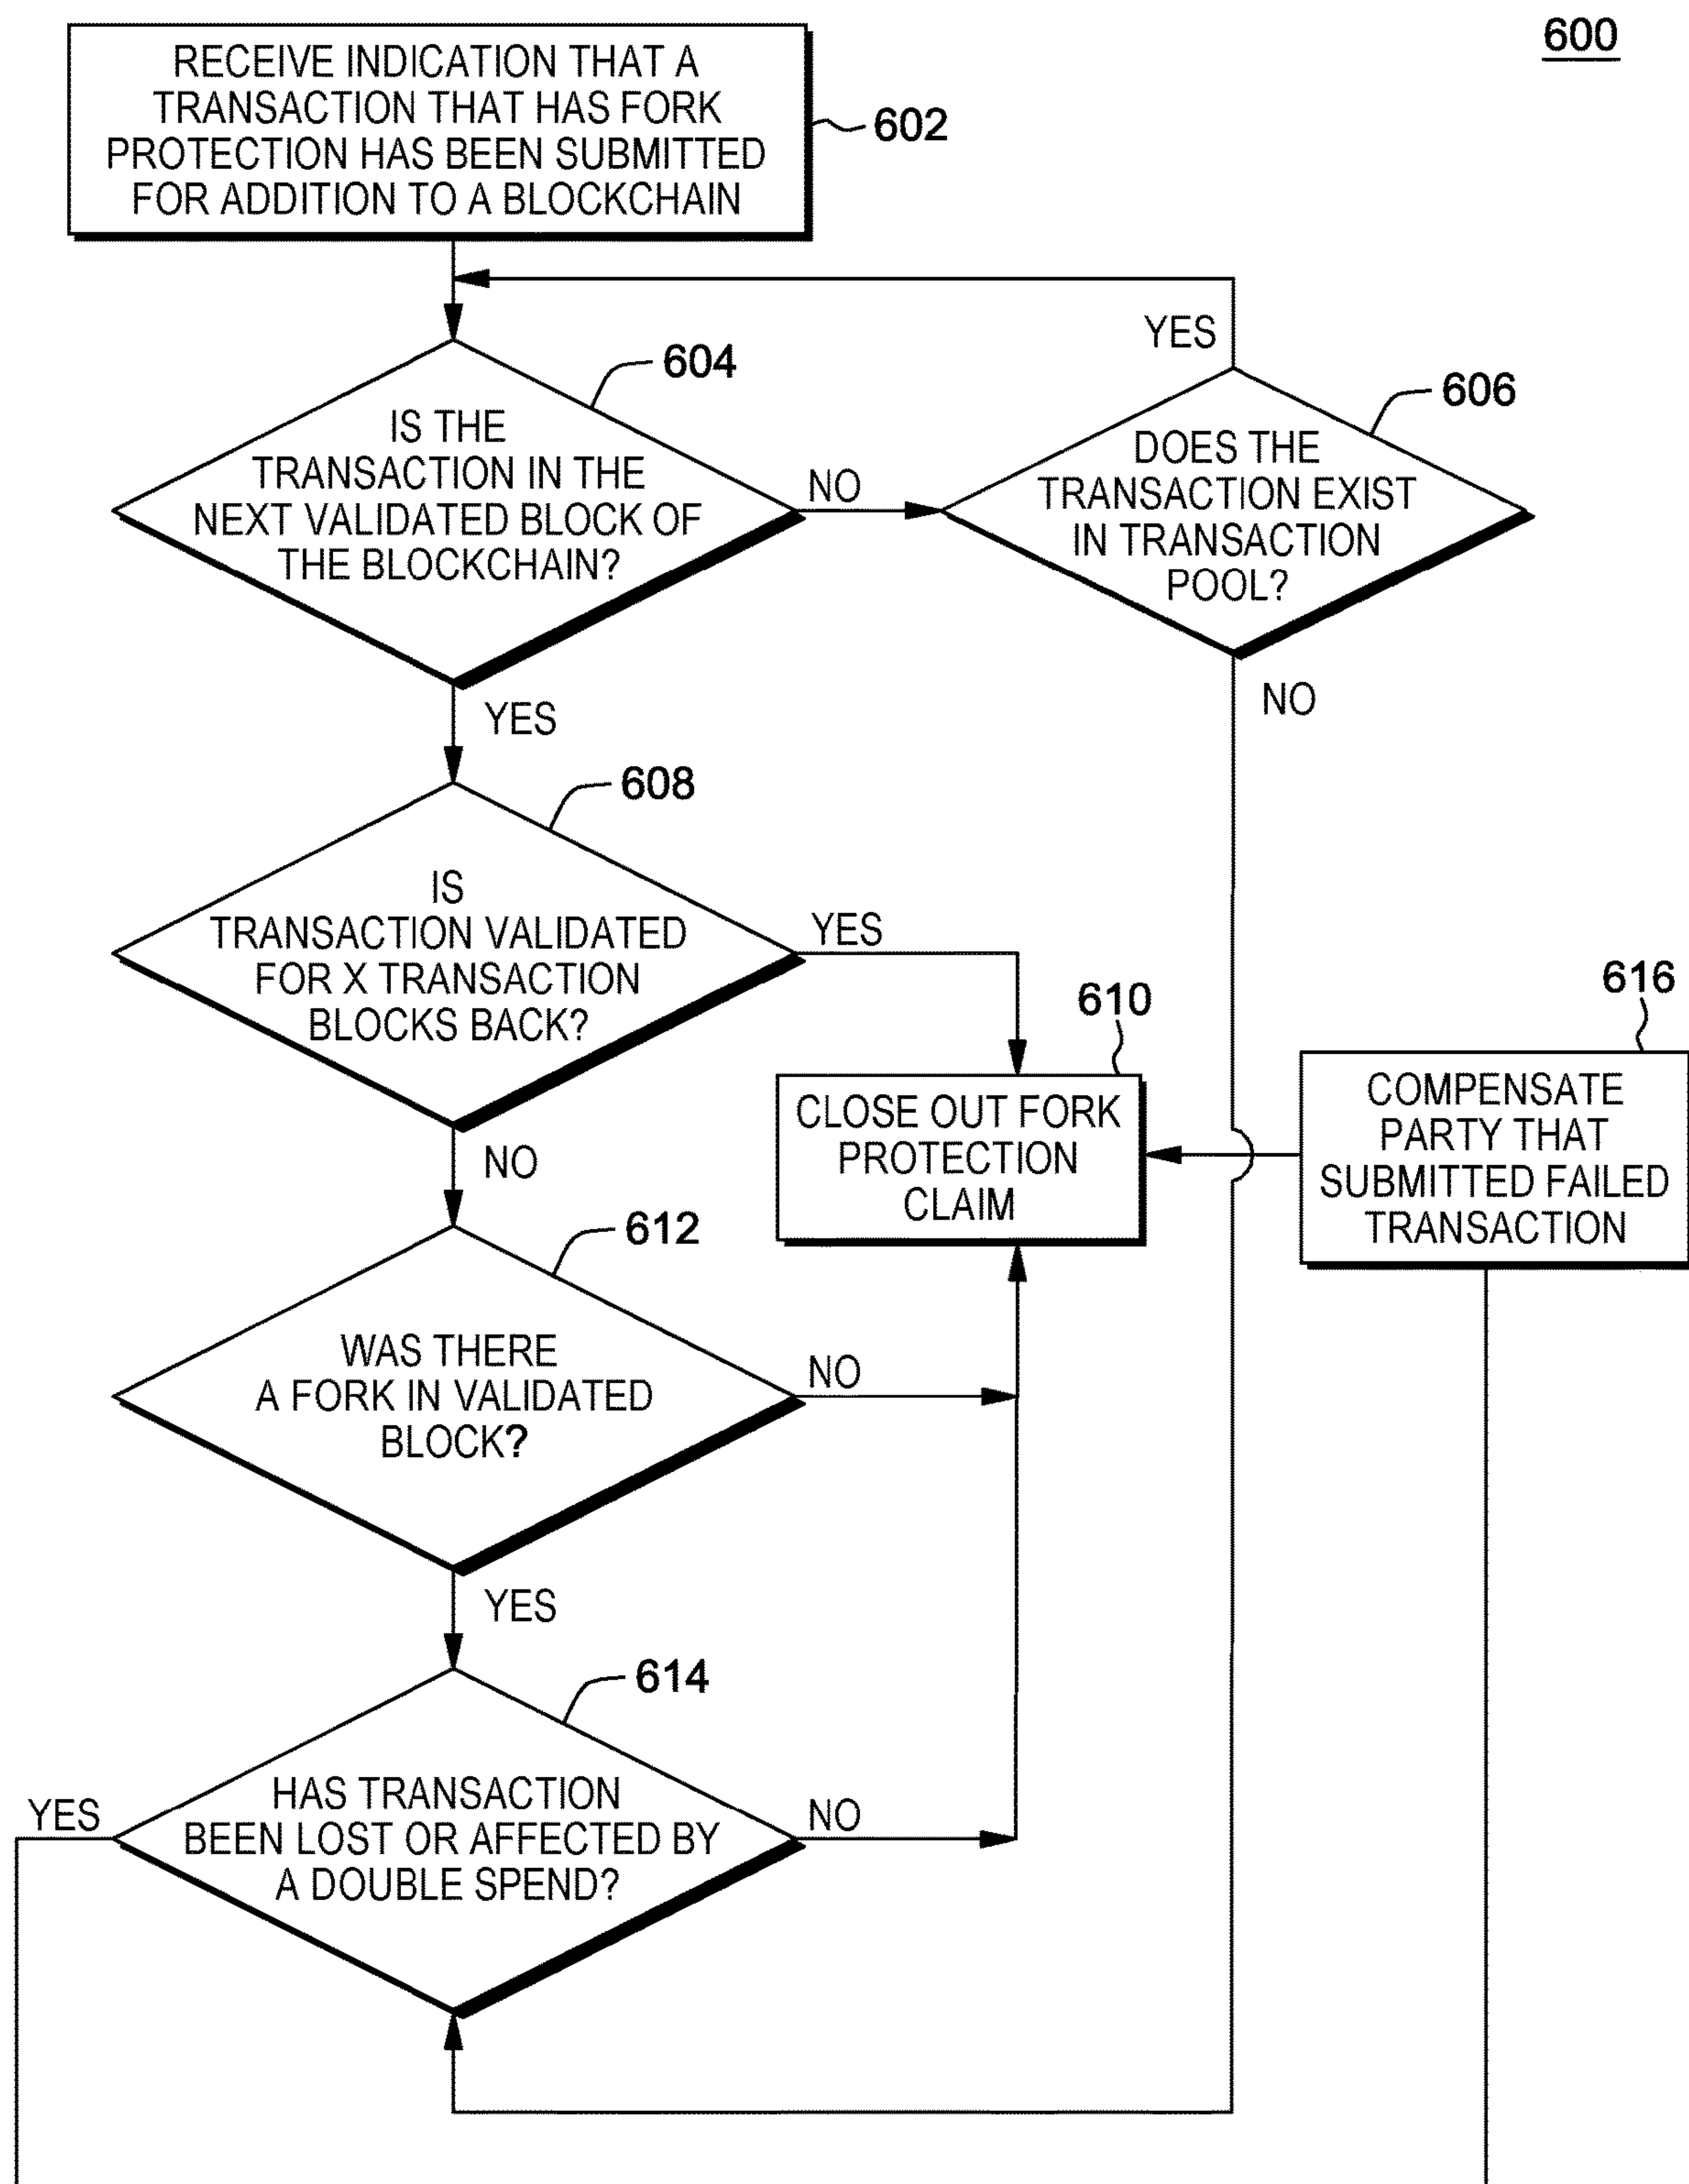 600
RECEIVE INDICATION THAT A
TRANSACTION THAT HAS FORK
PROTECTION HAS BEEN SUBMITTED
FOR ADDITION TO A BLOCKCHAIN
602
YES
604
IS THE
TRANSACTION IN THE
NEXT VALIDATED BLOCK OF
THE BLOCKCHAIN?
NO
606
DOES THE
TRANSACTION EXIST
IN TRANSACTION
POOL?
YES
NO
608
IS
TRANSACTION VALIDATED
FOR X TRANSACTION
BLOCKS BACK?
YES
610
CLOSE OUT FORK
PROTECTION
CLAIM
616
COMPENSATE
PARTY THAT
SUBMITTED FAILED
TRANSACTION
NO
612
WAS THERE
A FORK IN VALIDATED
BLOCK?
NO
YES
614
HAS TRANSACTION
BEEN LOST OR AFFECTED BY
A DOUBLE SPEND?
YES
NO